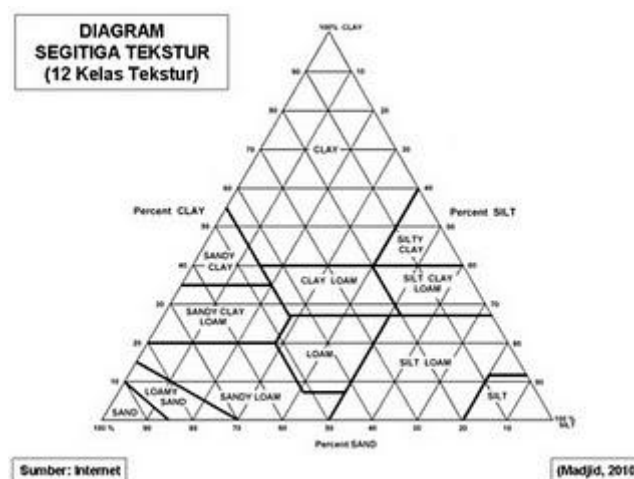 DIAGRAM
SEGITIGA TEKSTUR
(12 Kelas Tekstur)
100% CLAY
90
10
80
20
70
CLAY
30
60
40
Percent CLAY
Percent SILT
50
50
SILTY
CLAY
SANDY
CLAY
40
60
CLAY LOAM
SILT CLAY
LOAM
30
70
SANDY CLAY
LOAM
20
LOAM
SILT LOAM
80
10
LOAMY
SAND
SANDY LOAM
90
SAND
SILT
100 %
90
80
70
60
50
40
30
20
10
100 %
SILT
Percent SAND
Sumber: Internet
(Madjid, 2010